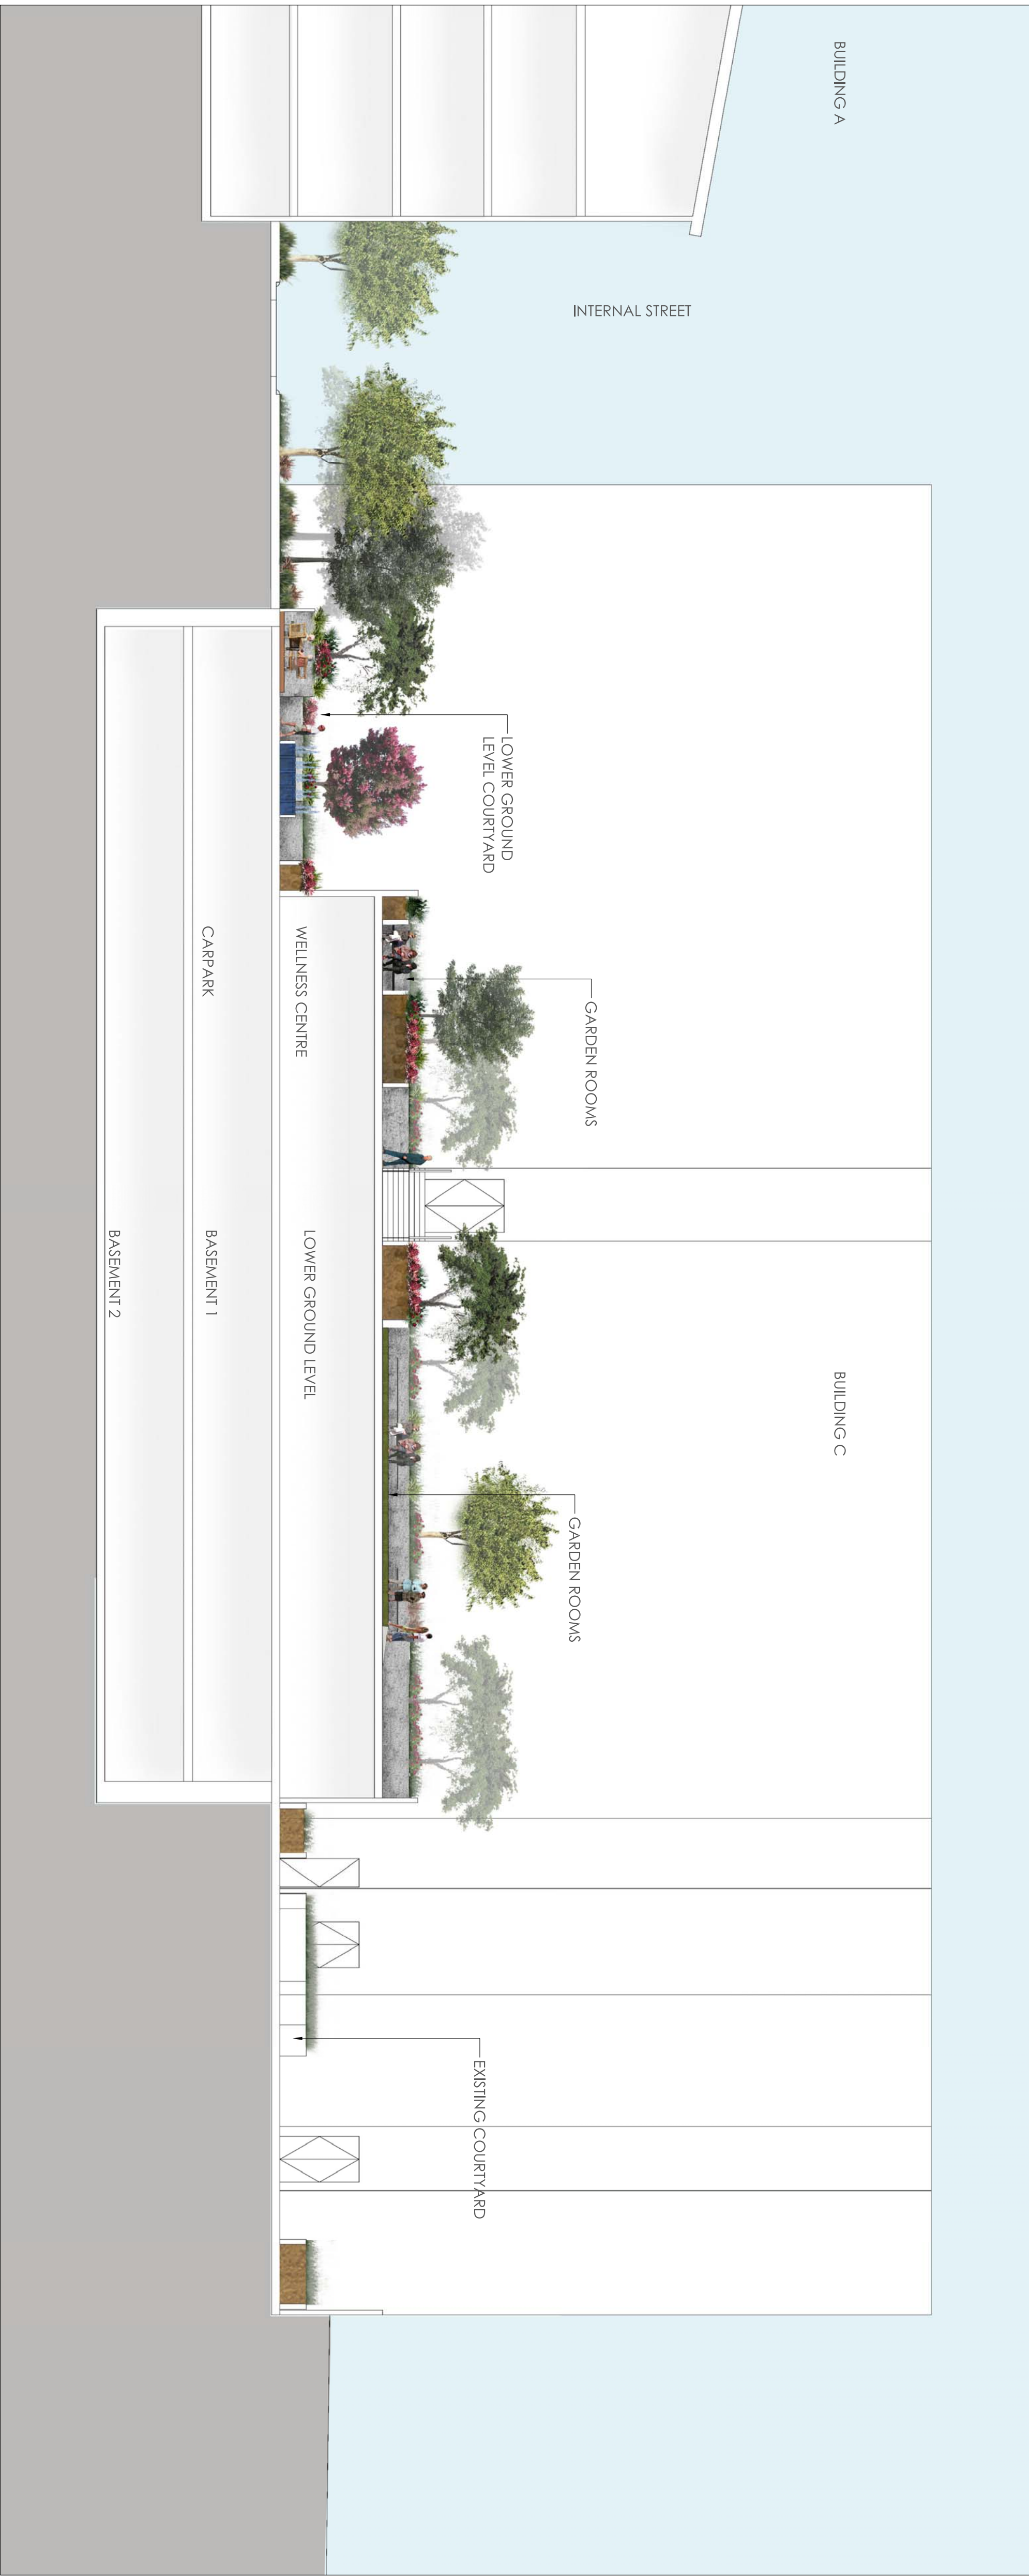 BUILDING A
INTERNAL STREET
LOWER GROUND
LEVEL COURTYARD
GARDEN ROOMS
WELLNESS CENTRE
CARPARK
LOWER GROUND LEVEL
BASEMENT 1
BASEMENT 2
BUILDING C
GARDEN ROOMS
EXISTING COURTYARD